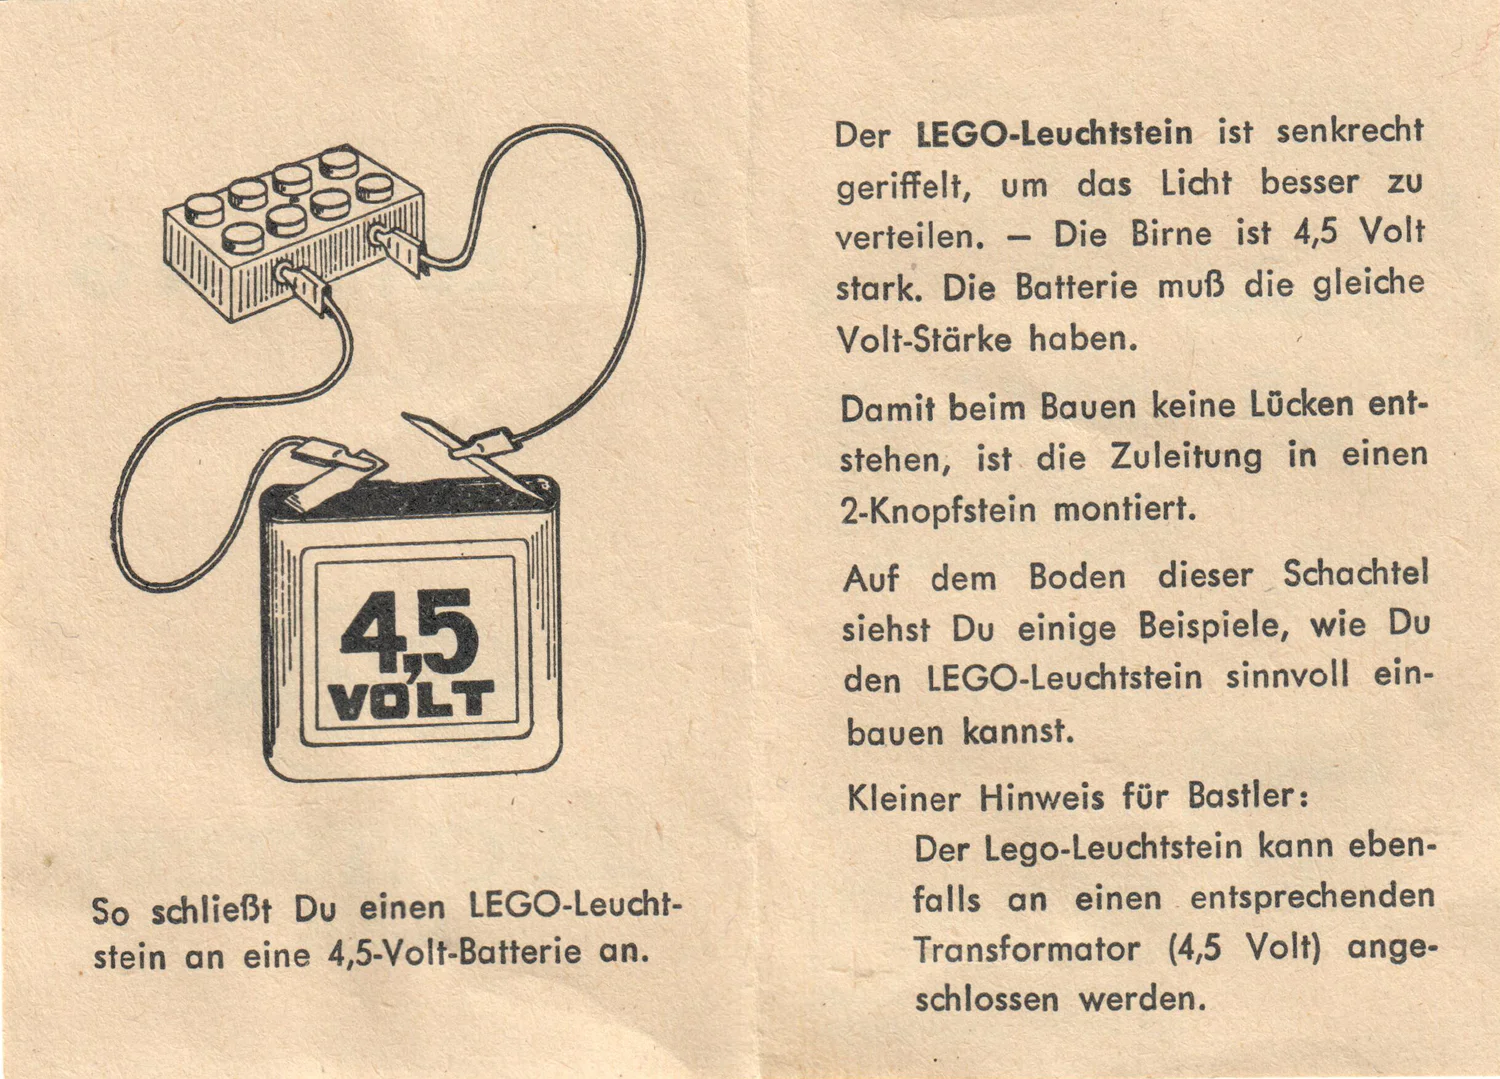 4,5
VOLT
So schließt Du einen LEGO-Leucht-
stein an eine 4,5-Volt-Batterie an.
Der LEGO-Leuchtstein ist senkrecht
geriffelt, um das Licht besser zu
verteilen. – Die Birne ist 4,5 Volt
stark. Die Batterie muß die gleiche
Volt-Stärke haben.
Damit beim Bauen keine Lücken ent-
stehen, ist die Zuleitung in einen
2-Knopfstein montiert.
Auf dem Boden dieser Schachtel
siehst Du einige Beispiele, wie Du
den LEGO-Leuchtstein sinnvoll ein-
bauen kannst.
Kleiner Hinweis für Bastler:
Der Lego-Leuchtstein kann eben-
falls an einen entsprechenden
Transformator (4,5 Volt) ange-
schlossen werden.